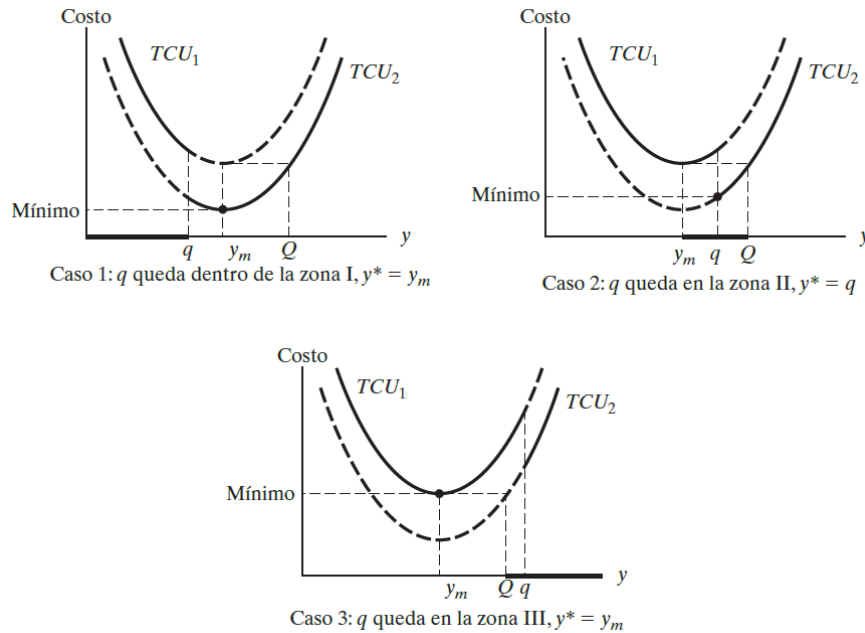 Costo
TCU₁
TCU₂
Mínimo
q
yₘ
Q
y
Caso 1: q queda dentro de la zona I, y* = yₘ
Costo
TCU₁
TCU₂
Mínimo
yₘ
q
Q
y
Caso 2: q queda en la zona II, y* = q
Costo
TCU₁
TCU₂
Mínimo
yₘ
Q
q
y
Caso 3: q queda en la zona III, y* = yₘ